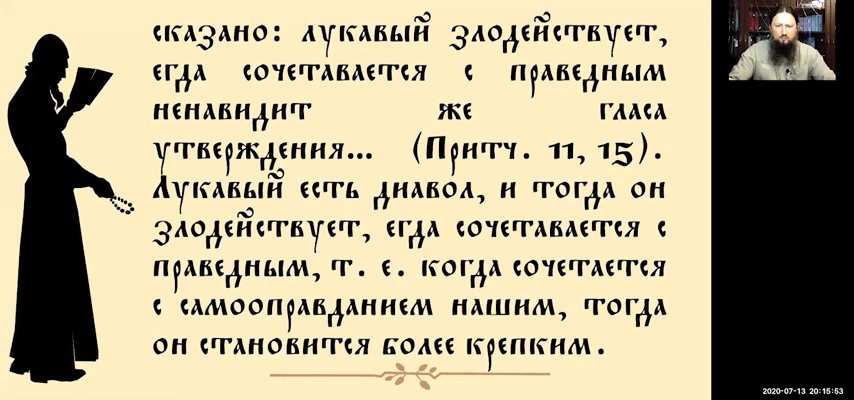 сказано: лукавый злодействует,
егда сочетавается с праведным
ненавидит же гласа
утверждения... (Притч. 11, 15).
Лукавый есть диавол, и тогда он
злодействует, егда сочетавается с
праведным, т. е. когда сочетается
с самооправданием нашим, тогда
он становится более крепким.
2020-07-13 20:15:53